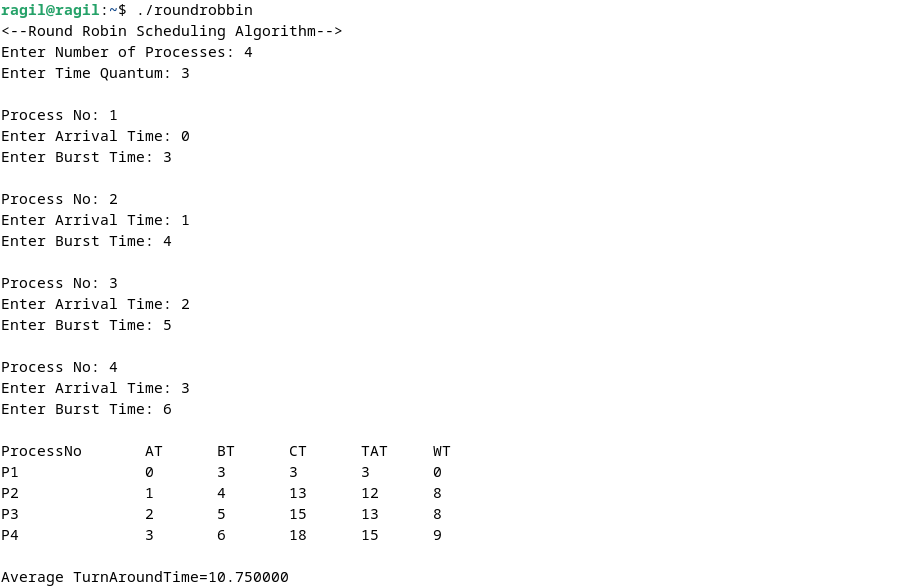 ragil@ragil:~$ ./roundrobbin
<--Round Robin Scheduling Algorithm-->
Enter Number of Processes: 4
Enter Time Quantum: 3
Process No: 1
Enter Arrival Time: 0
Enter Burst Time: 3
Process No: 2
Enter Arrival Time: 1
Enter Burst Time: 4
Process No: 3
Enter Arrival Time: 2
Enter Burst Time: 5
Process No: 4
Enter Arrival Time: 3
Enter Burst Time: 6
ProcessNo AT BT CT TAT WT
P1 0 3 3 3 0
P2 1 4 13 12 8
P3 2 5 15 13 8
P4 3 6 18 15 9
Average TurnAroundTime=10.750000